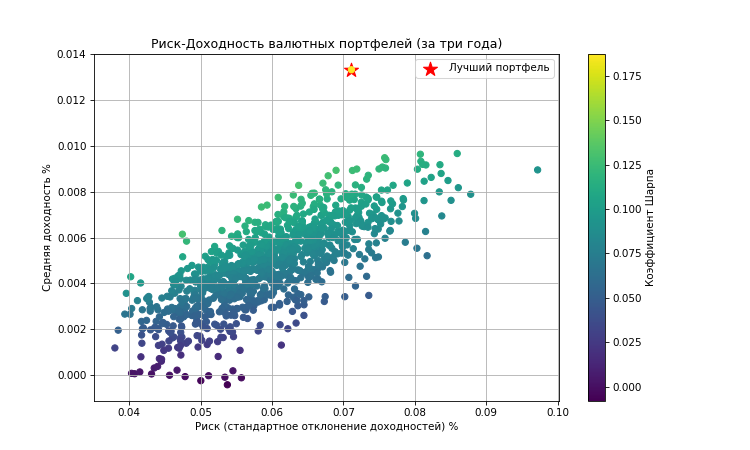 Риск-Доходность валютных портфелей (за три года)
Лучший портфель
Средняя доходность %
0.014
0.012
0.010
0.008
0.006
0.004
0.002
0.000
0.04 0.05 0.06 0.07 0.08 0.09 0.10
Риск (стандартное отклонение доходностей) %
0.175
0.150
0.125
0.100
0.075
0.050
0.025
0.000
Коэффициент Шарпа